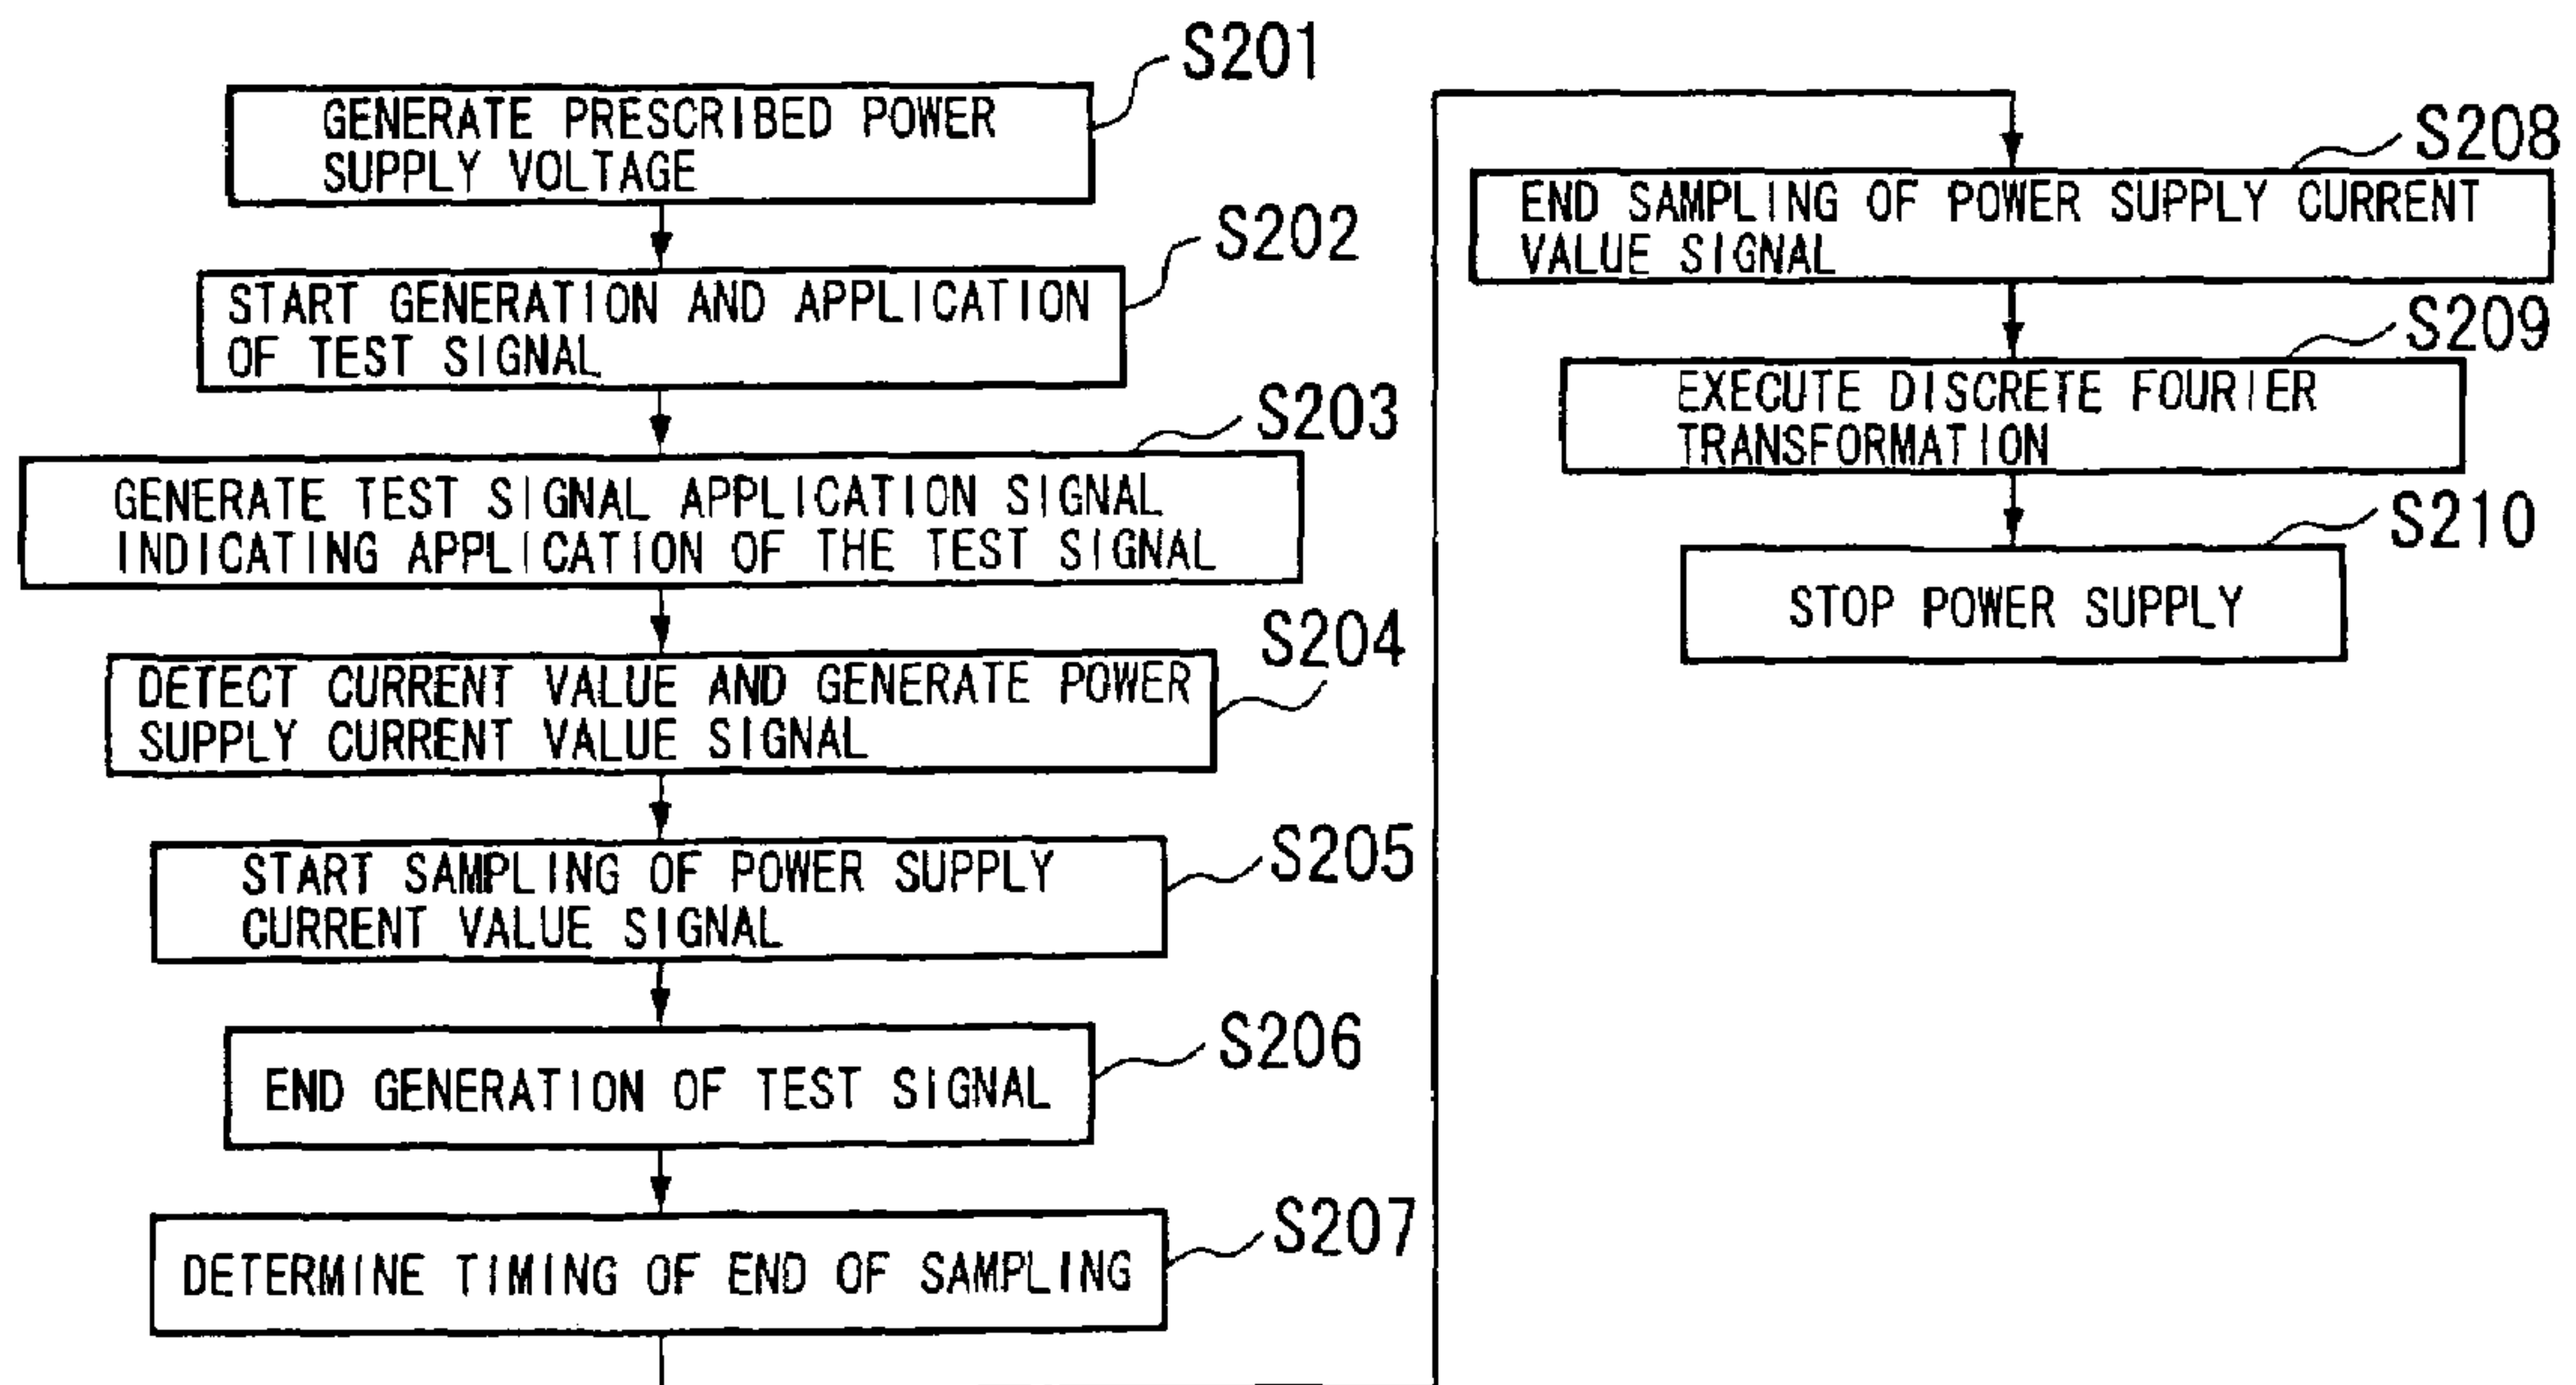 S201
GENERATE PRESCRIBED POWER
SUPPLY VOLTAGE
S202
START GENERATION AND APPLICATION
OF TEST SIGNAL
S203
GENERATE TEST SIGNAL APPLICATION SIGNAL
INDICATING APPLICATION OF THE TEST SIGNAL
S204
DETECT CURRENT VALUE AND GENERATE POWER
SUPPLY CURRENT VALUE SIGNAL
S205
START SAMPLING OF POWER SUPPLY
CURRENT VALUE SIGNAL
S206
END GENERATION OF TEST SIGNAL
S207
DETERMINE TIMING OF END OF SAMPLING
S208
END SAMPLING OF POWER SUPPLY CURRENT
VALUE SIGNAL
S209
EXECUTE DISCRETE FOURIER
TRANSFORMATION
S210
STOP POWER SUPPLY